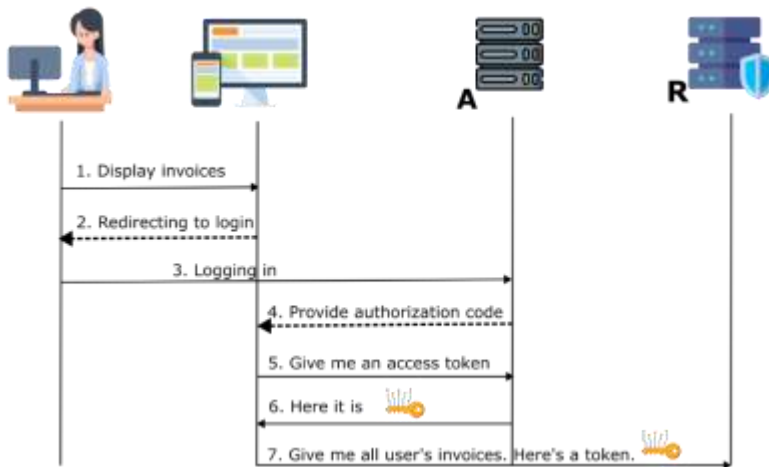 A
R
1. Display invoices
2. Redirecting to login
3. Logging in
4. Provide authorization code
5. Give me an access token
6. Here it is
7. Give me all user's invoices. Here's a token.